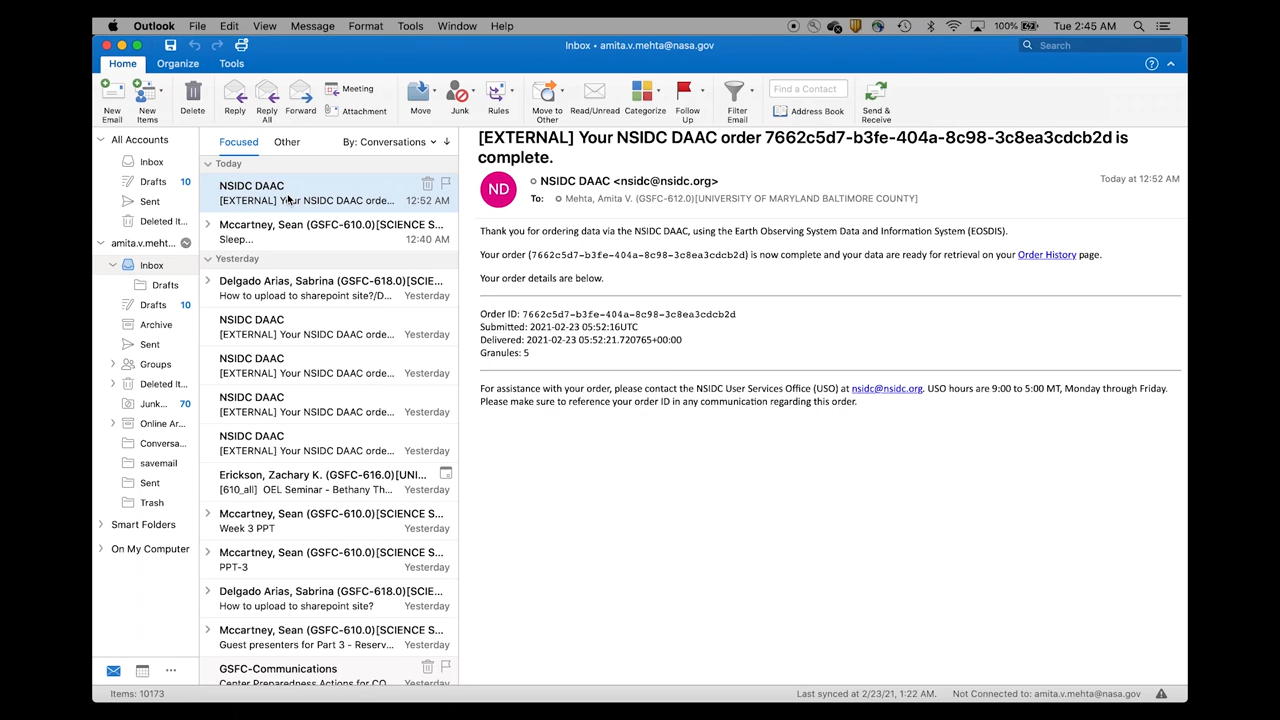 Outlook File Edit View Message Format Tools Window Help 100% Tue 2:45 AM
Inbox • amita.v.mehta@nasa.gov Search
Home Organize Tools
New Email
New Items
Delete
Reply
Reply All
Forward
Meeting
Attachment
Move
Junk
Rules
Move to Other
Read/Unread
Categorize
Follow Up
Filter Email
Find a Contact
Address Book
Send & Receive
All Accounts
Inbox
Drafts 10
Sent
Deleted It...
amita.v.meht...
Inbox
Drafts
Drafts 10
Archive
Sent
Groups
Deleted It...
Junk... 70
Online Ar...
Conversa...
savemail
Sent
Trash
Smart Folders
On My Computer
Focused Other By: Conversations
Today
NSIDC DAAC
[EXTERNAL] Your NSIDC DAAC orde... 12:52 AM
Mccartney, Sean (GSFC-610.0)[SCIENCE S...
Sleep... 12:40 AM
Yesterday
Delgado Arias, Sabrina (GSFC-618.0)[SCIE...
How to upload to sharepoint site?/D... Yesterday
NSIDC DAAC
[EXTERNAL] Your NSIDC DAAC orde... Yesterday
NSIDC DAAC
[EXTERNAL] Your NSIDC DAAC orde... Yesterday
NSIDC DAAC
[EXTERNAL] Your NSIDC DAAC orde... Yesterday
NSIDC DAAC
[EXTERNAL] Your NSIDC DAAC orde... Yesterday
Erickson, Zachary K. (GSFC-616.0)[UNI...
[610_all] OEL Seminar - Bethany Th... Yesterday
Mccartney, Sean (GSFC-610.0)[SCIENCE S...
Week 3 PPT Yesterday
Mccartney, Sean (GSFC-610.0)[SCIENCE S...
PPT-3 Yesterday
Delgado Arias, Sabrina (GSFC-618.0)[SCIE...
How to upload to sharepoint site? Yesterday
Mccartney, Sean (GSFC-610.0)[SCIENCE S...
Guest presenters for Part 3 - Reserv... Yesterday
GSFC-Communications
Center Preparedness Actions for CO... Yesterday
[EXTERNAL] Your NSIDC DAAC order 7662c5d7-b3fe-404a-8c98-3c8ea3cdcb2d is
complete.
ND
NSIDC DAAC <nsidc@nsidc.org> Today at 12:52 AM
To: Mehta, Amita V. (GSFC-612.0)[UNIVERSITY OF MARYLAND BALTIMORE COUNTY]
Thank you for ordering data via the NSIDC DAAC, using the Earth Observing System Data and Information System (EOSDIS).
Your order (7662c5d7-b3fe-404a-8c98-3c8ea3cdcb2d) is now complete and your data are ready for retrieval on your Order History page.
Your order details are below.
Order ID: 7662c5d7-b3fe-404a-8c98-3c8ea3cdcb2d
Submitted: 2021-02-23 05:52:16UTC
Delivered: 2021-02-23 05:52:21.720765+00:00
Granules: 5
For assistance with your order, please contact the NSIDC User Services Office (USO) at nsidc@nsidc.org. USO hours are 9:00 to 5:00 MT, Monday through Friday.
Please make sure to reference your order ID in any communication regarding this order.
Items: 10173 Last synced at 2/23/21, 1:22 AM. Not Connected to: amita.v.mehta@nasa.gov